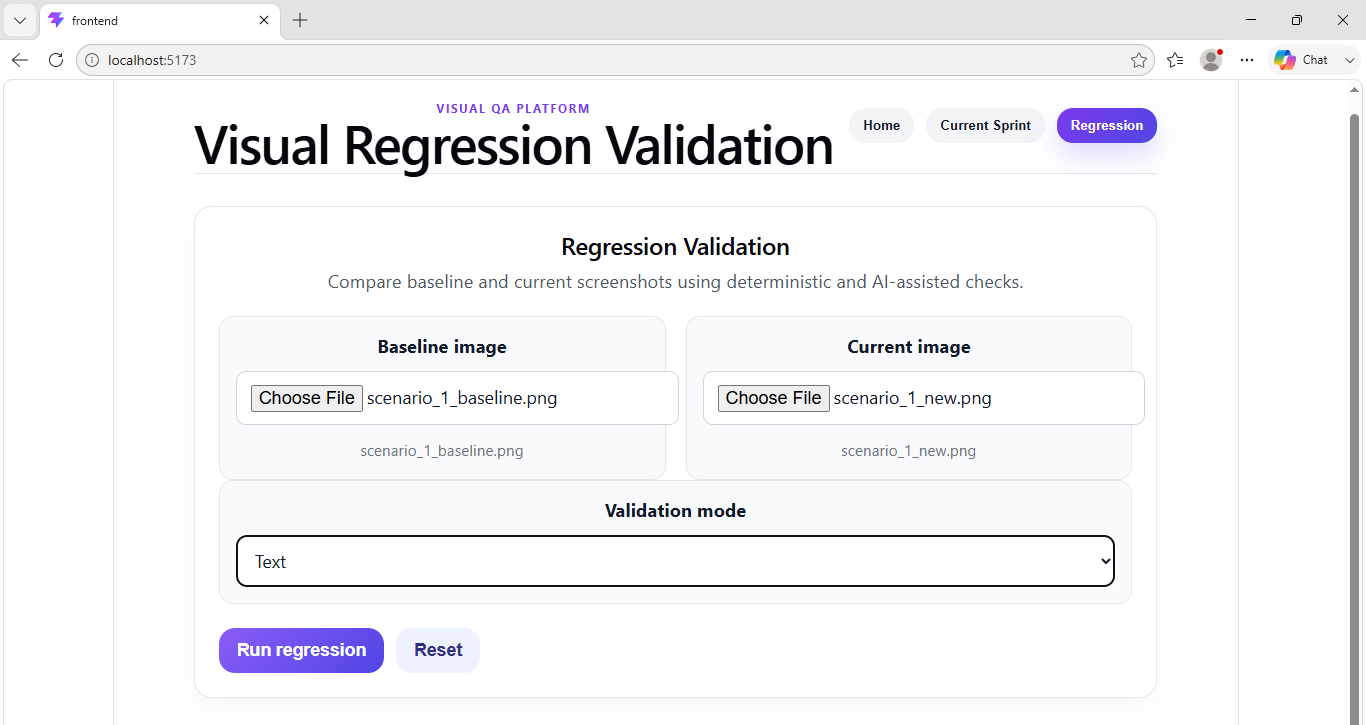 frontend
localhost:5173
Chat
VISUAL QA PLATFORM
Visual Regression Validation
Home
Current Sprint
Regression
Regression Validation
Compare baseline and current screenshots using deterministic and AI-assisted checks.
Baseline image
Choose File scenario_1_baseline.png
scenario_1_baseline.png
Current image
Choose File scenario_1_new.png
scenario_1_new.png
Validation mode
Text
Run regression
Reset